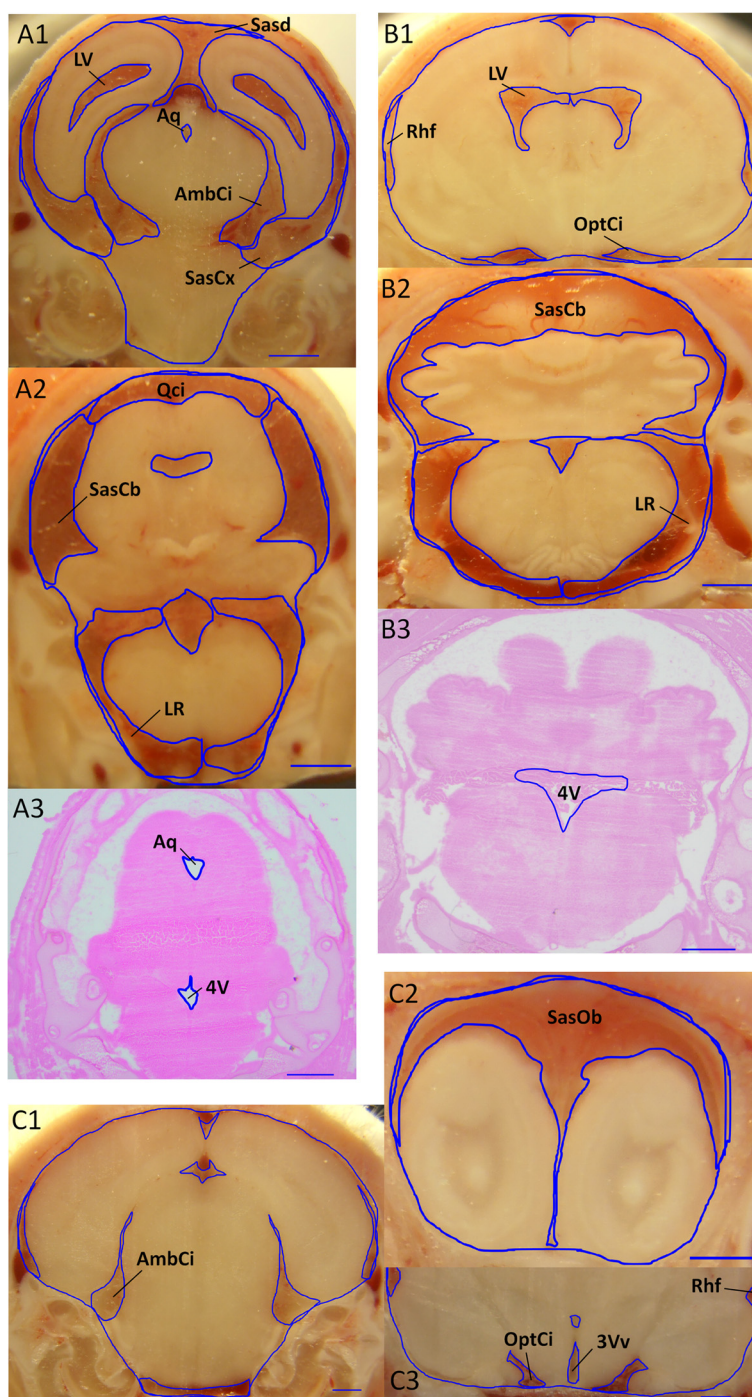 A1
Sasd
LV
Aq
AmbCi
SasCx
B1
LV
Rhf
OptCi
A2
Qci
SasCb
LR
B2
SasCb
LR
B3
4V
A3
Aq
4V
C2
SasOb
C1
AmbCi
Rhf
OptCi
3Vv
C3